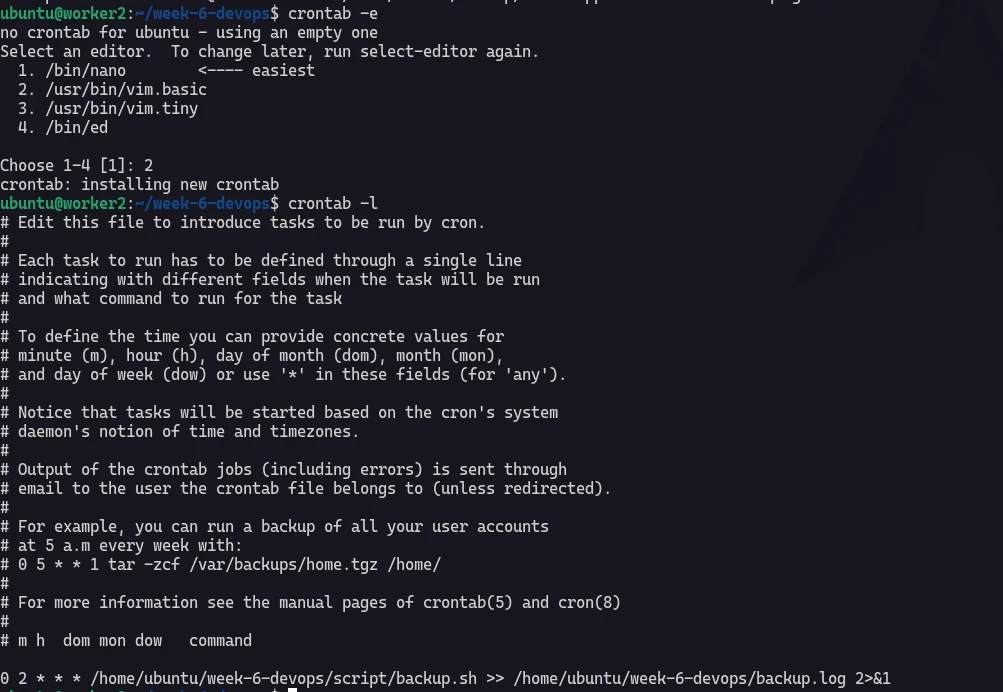 ubuntu@worker2:~/week-6-devops$ crontab -e
no crontab for ubuntu - using an empty one
Select an editor.  To change later, run select-editor again.
  1. /bin/nano        <---- easiest
  2. /usr/bin/vim.basic
  3. /usr/bin/vim.tiny
  4. /bin/ed

Choose 1-4 [1]: 2
crontab: installing new crontab
ubuntu@worker2:~/week-6-devops$ crontab -l
# Edit this file to introduce tasks to be run by cron.
#
# Each task to run has to be defined through a single line
# indicating with different fields when the task will be run
# and what command to run for the task
#
# To define the time you can provide concrete values for
# minute (m), hour (h), day of month (dom), month (mon),
# and day of week (dow) or use '*' in these fields (for 'any').
#
# Notice that tasks will be started based on the cron's system
# daemon's notion of time and timezones.
#
# Output of the crontab jobs (including errors) is sent through
# email to the user the crontab file belongs to (unless redirected).
#
# For example, you can run a backup of all your user accounts
# at 5 a.m every week with:
# 0 5 * * 1 tar -zcf /var/backups/home.tgz /home/
#
# For more information see the manual pages of crontab(5) and cron(8)
#
# m h  dom mon dow   command

0 2 * * * /home/ubuntu/week-6-devops/script/backup.sh >> /home/ubuntu/week-6-devops/backup.log 2>&1